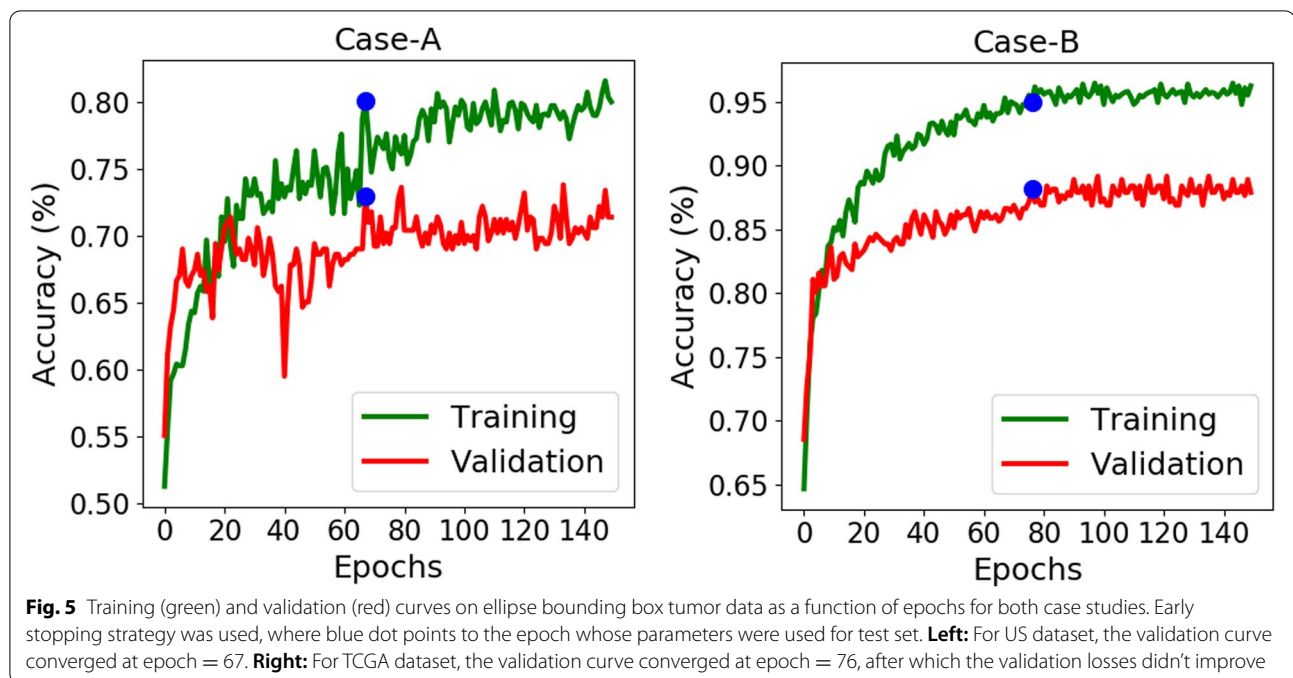 Case-A
0.80
0.75
0.70
0.65
0.60
0.55
0.50
Accuracy (%)
Training
Validation
0 20 40 60 80 100 120 140
Epochs
Case-B
0.95
0.90
0.85
0.80
0.75
0.70
0.65
Accuracy (%)
Training
Validation
0 20 40 60 80 100 120 140
Epochs
Fig. 5 Training (green) and validation (red) curves on ellipse bounding box tumor data as a function of epochs for both case studies. Early
stopping strategy was used, where blue dot points to the epoch whose parameters were used for test set. Left: For US dataset, the validation curve
converged at epoch = 67. Right: For TCGA dataset, the validation curve converged at epoch = 76, after which the validation losses didn't improve